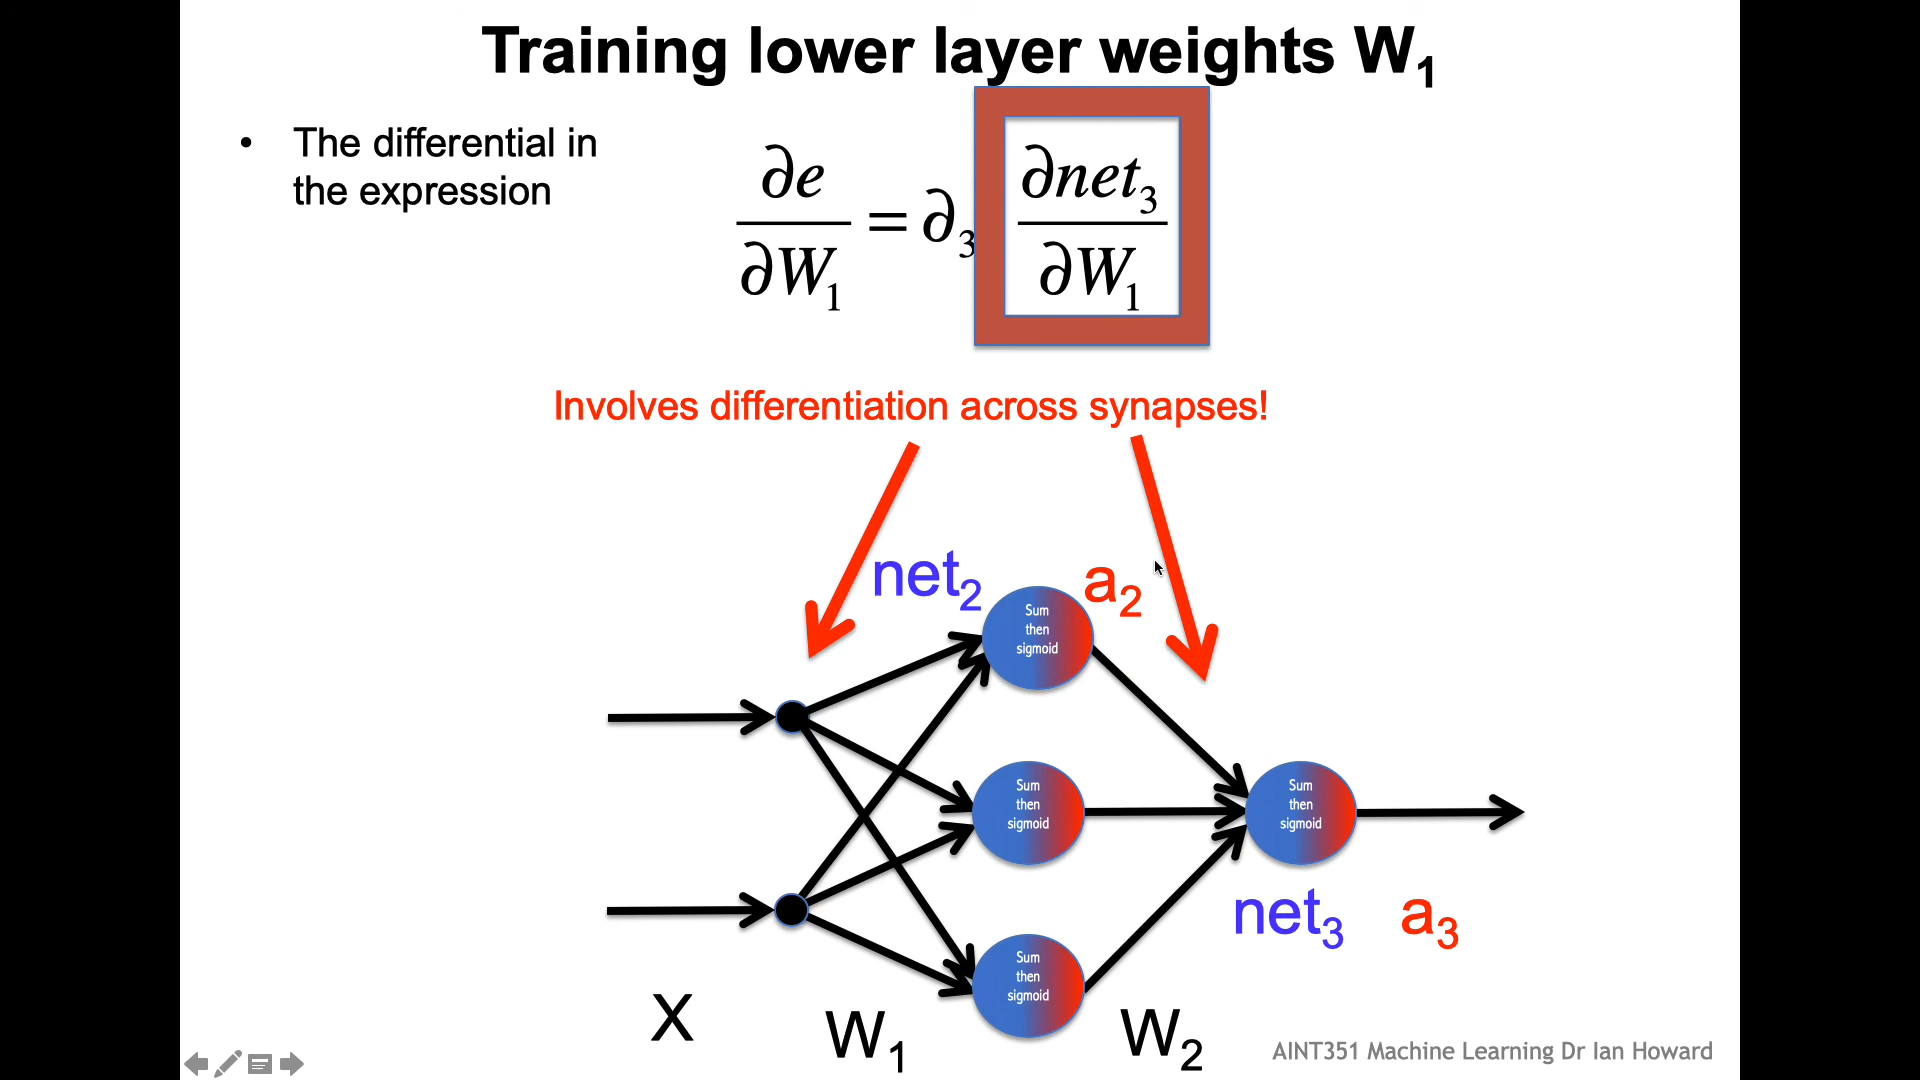 Training lower layer weights W₁
• The differential in
the expression
∂e/∂W₁ = ∂₃ ∂net₃/∂W₁
Involves differentiation across synapses!
net₂
a₂
Sum
then
sigmoid
Sum
then
sigmoid
Sum
then
sigmoid
Sum
then
sigmoid
net₃
a₃
X
W₁
W₂
AINT351 Machine Learning Dr Ian Howard